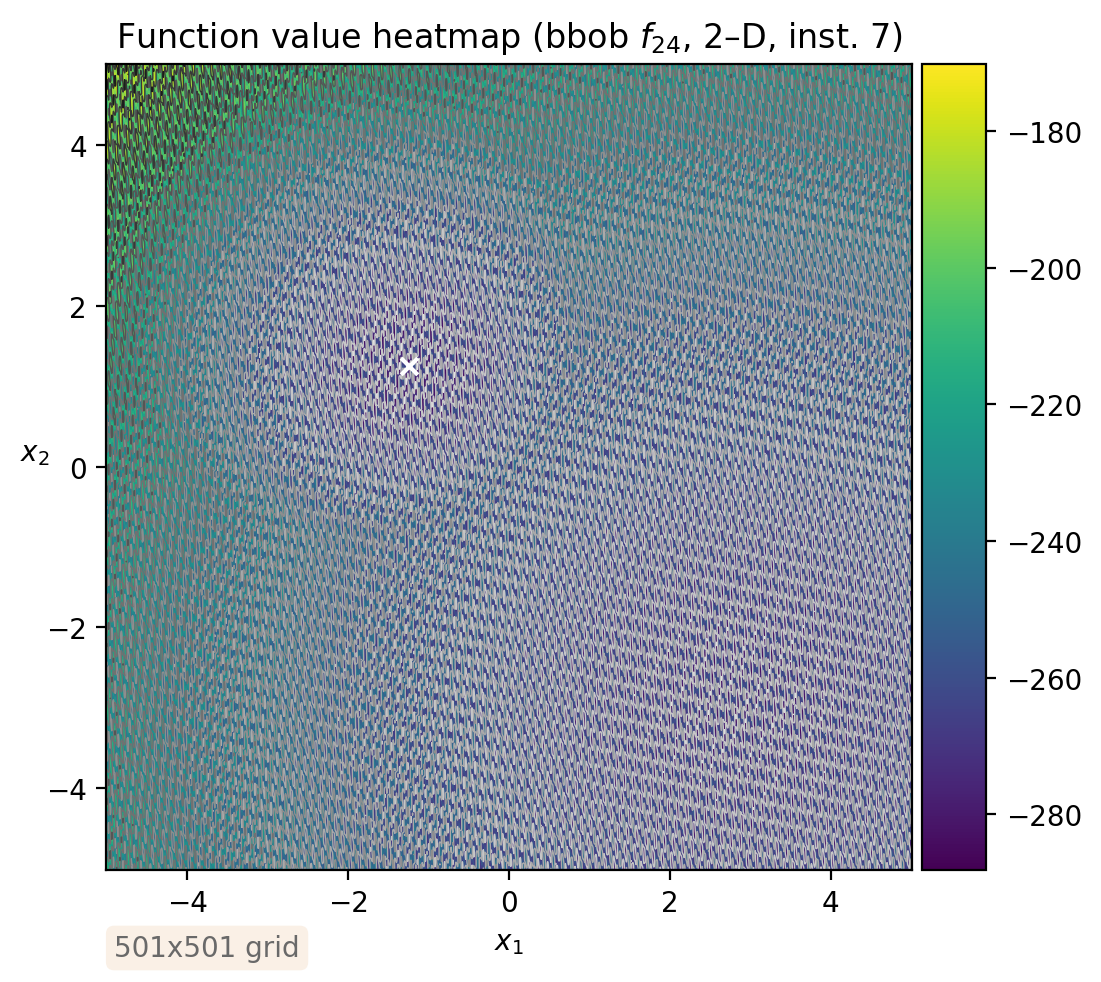 Function value heatmap (bbob f₂₄, 2–D, inst. 7)
4
2
x₂
0
−2
−4
−4 −2 0 2 4
x₁
−180
−200
−220
−240
−260
−280
501x501 grid